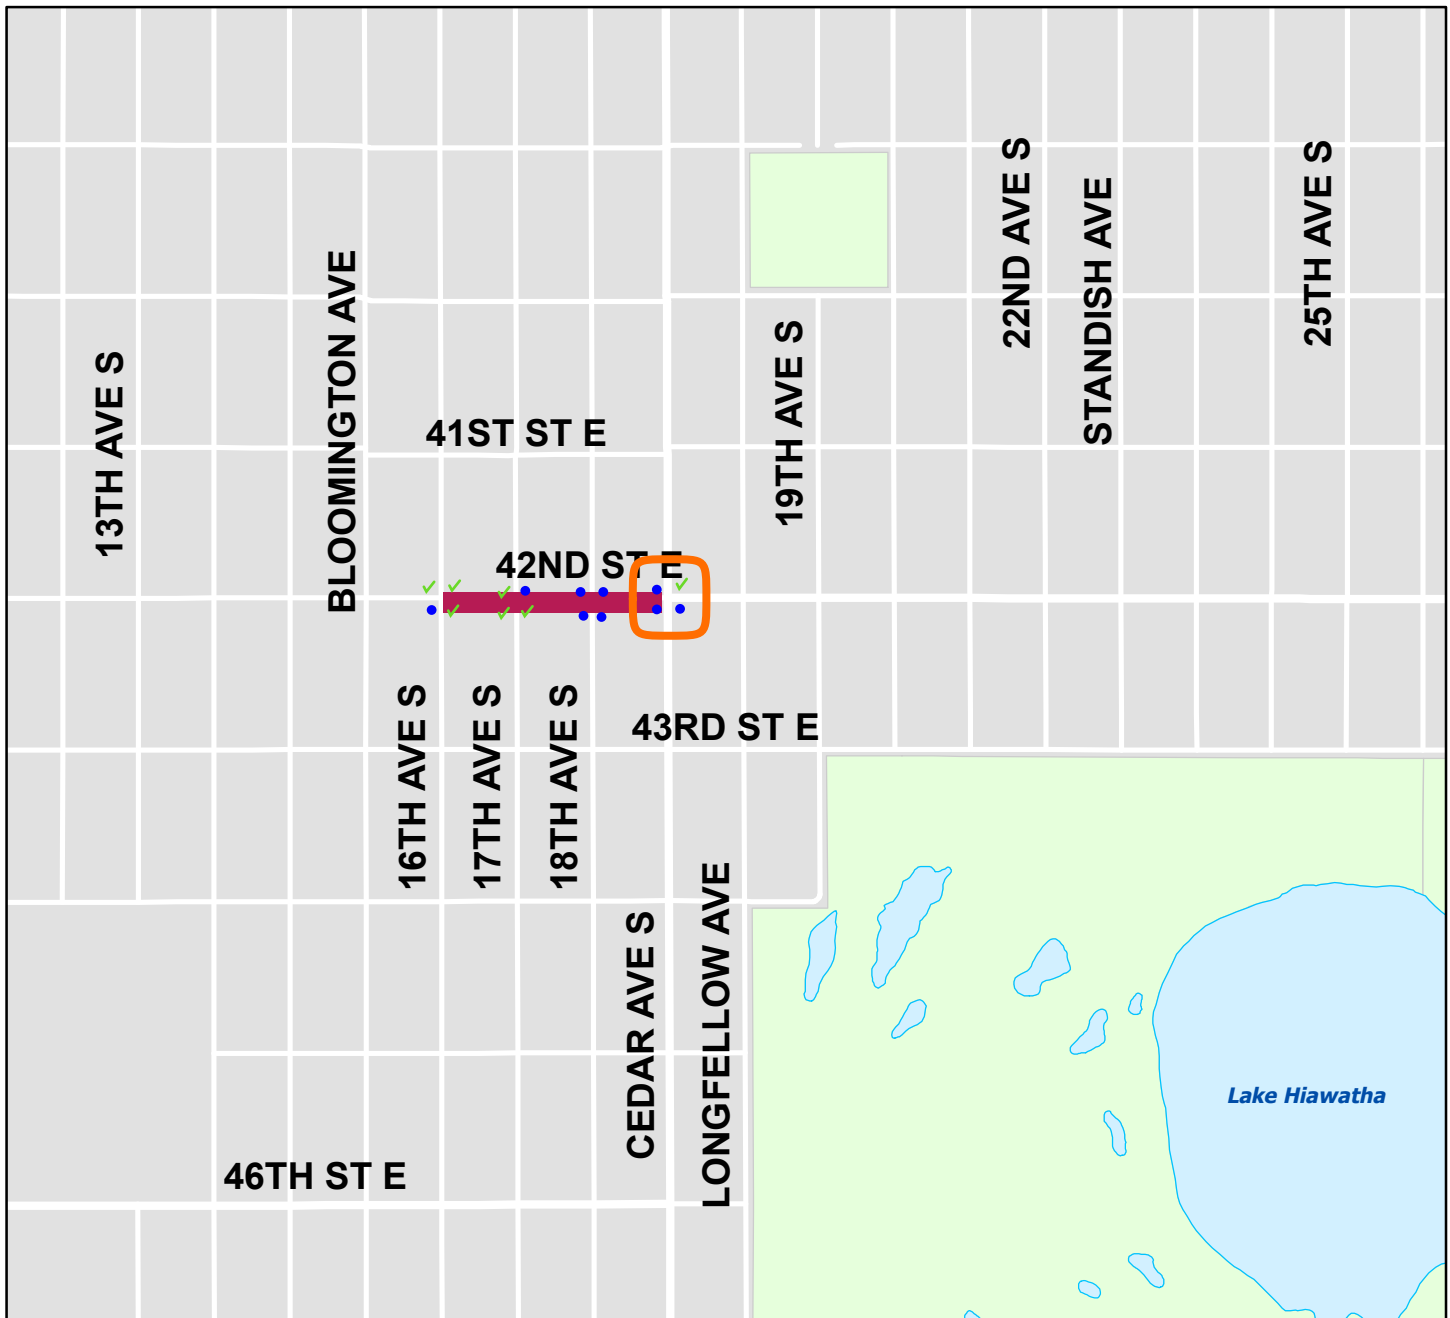 22ND AVE S
STANDISH AVE
25TH AVE S
BLOOMINGTON AVE
19TH AVE S
13TH AVE S
41ST ST E
42ND ST E
16TH AVE S
17TH AVE S
18TH AVE S
43RD ST E
CEDAR AVE S
LONGFELLOW AVE
Lake Hiawatha
46TH ST E